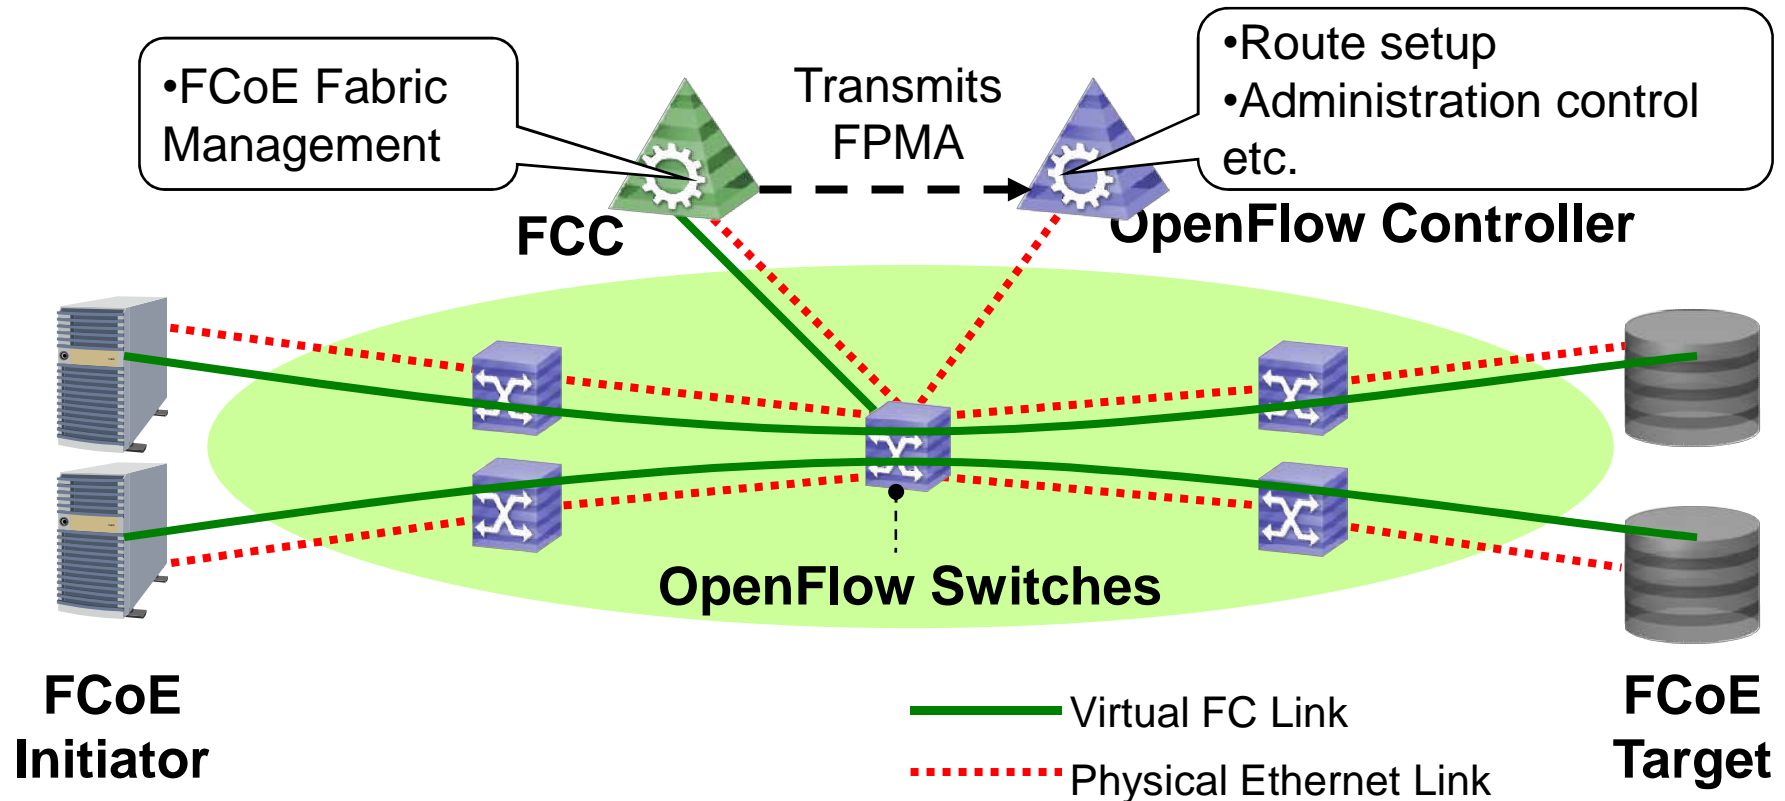 •FCoE Fabric
Management
Transmits
FPMA
•Route setup
•Administration control
etc.
FCC
OpenFlow Controller
OpenFlow Switches
FCoE
Initiator
FCoE
Target
Virtual FC Link
Physical Ethernet Link